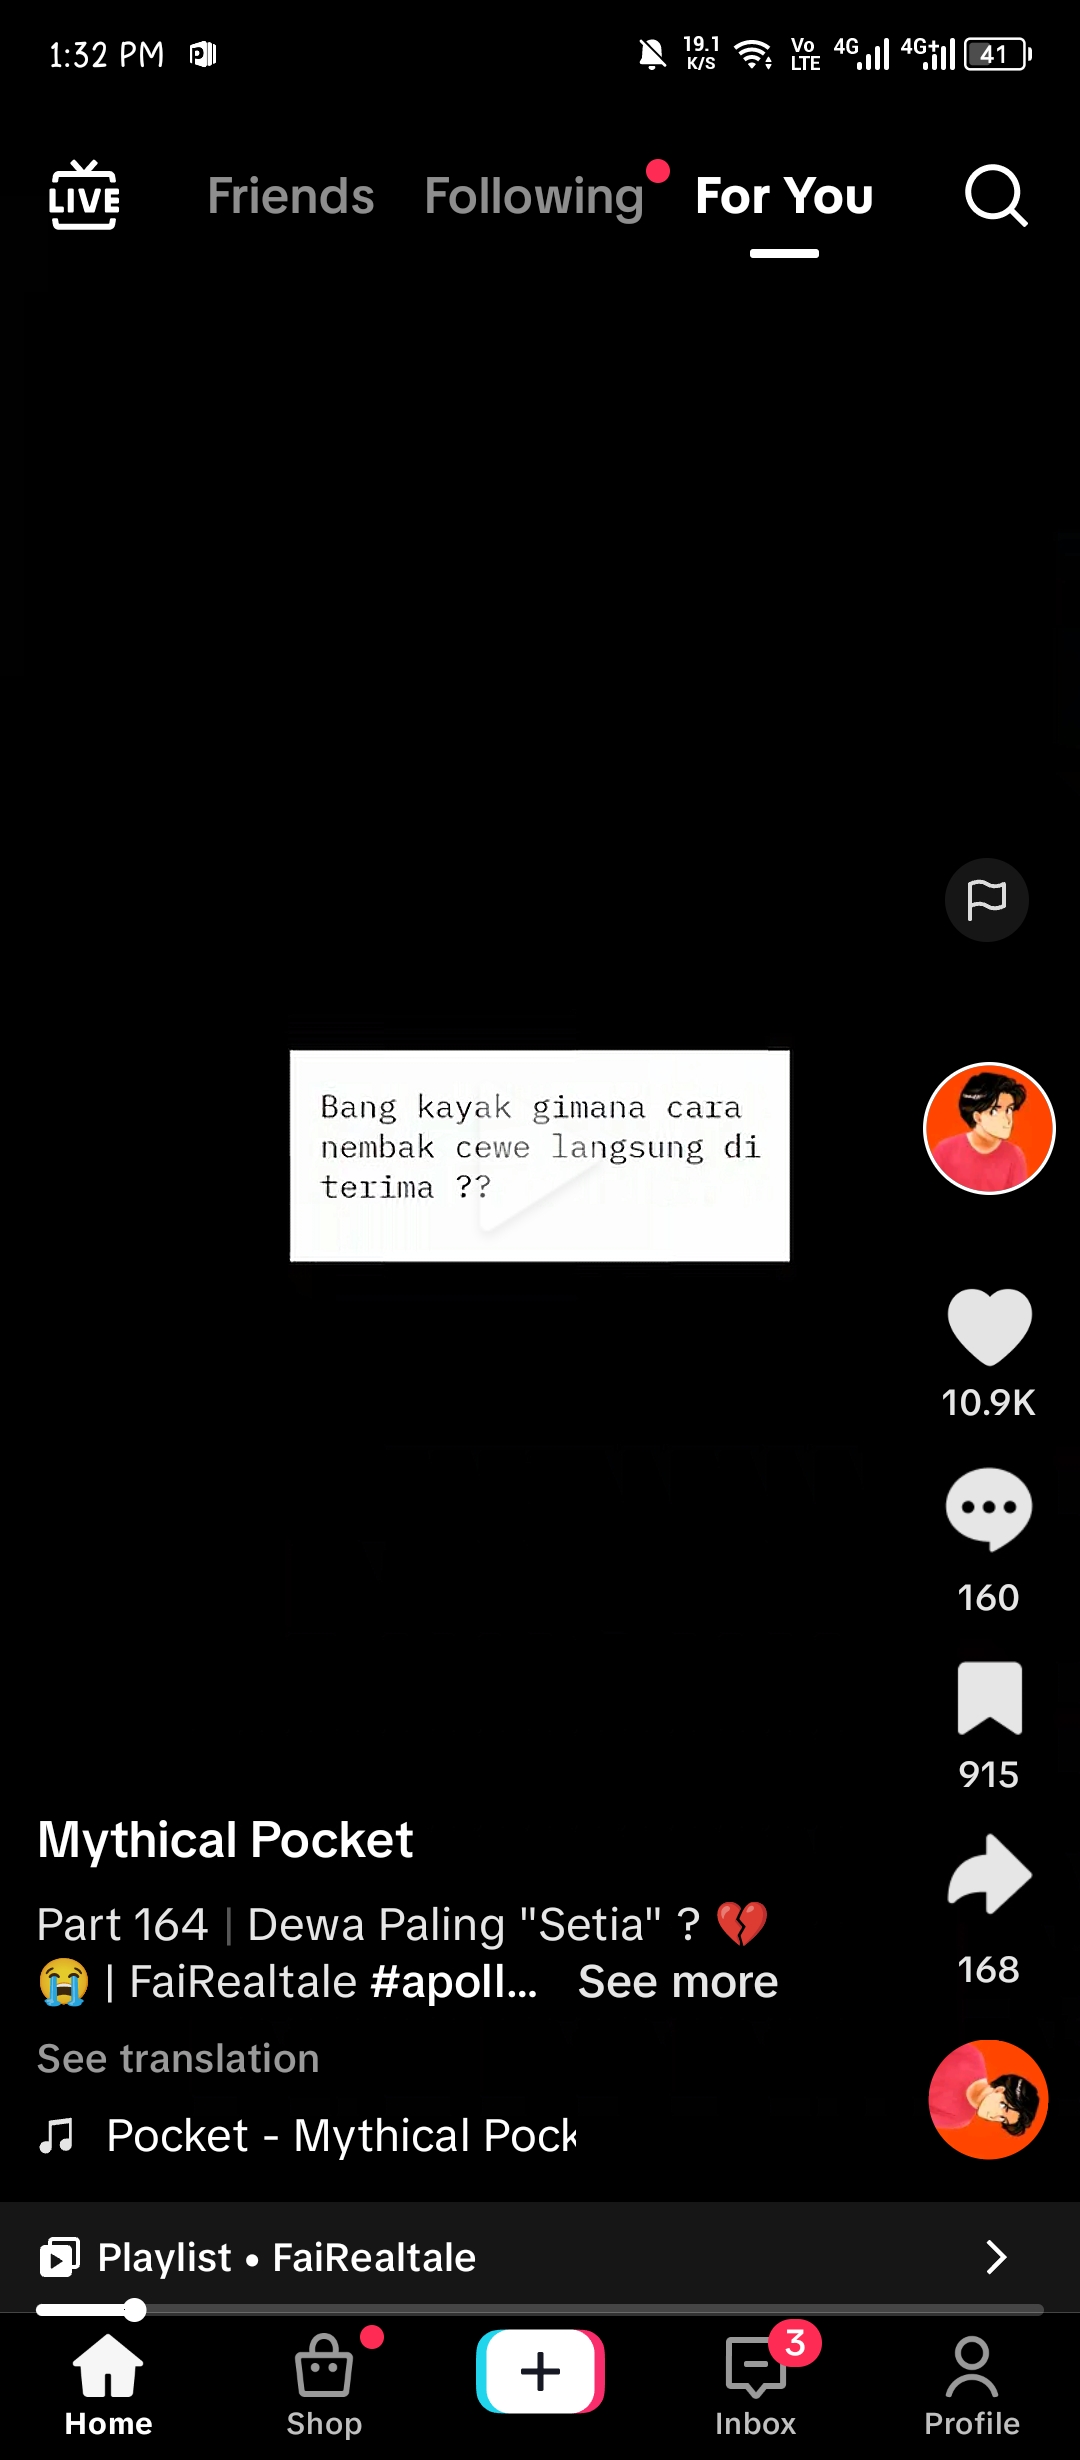 1:32 PM
19.1 K/S
Vo LTE
4G
4G+
41
LIVE
Friends
Following
For You
Bang kayak gimana cara
nembak cewe langsung di
terima ??
10.9K
160
915
168
Mythical Pocket
Part 164 | Dewa Paling "Setia" ? 💔
😭 | FaiRealtale #apoll... See more
See translation
Pocket - Mythical Pock
Playlist • FaiRealtale
Home
Shop
3
Inbox
Profile